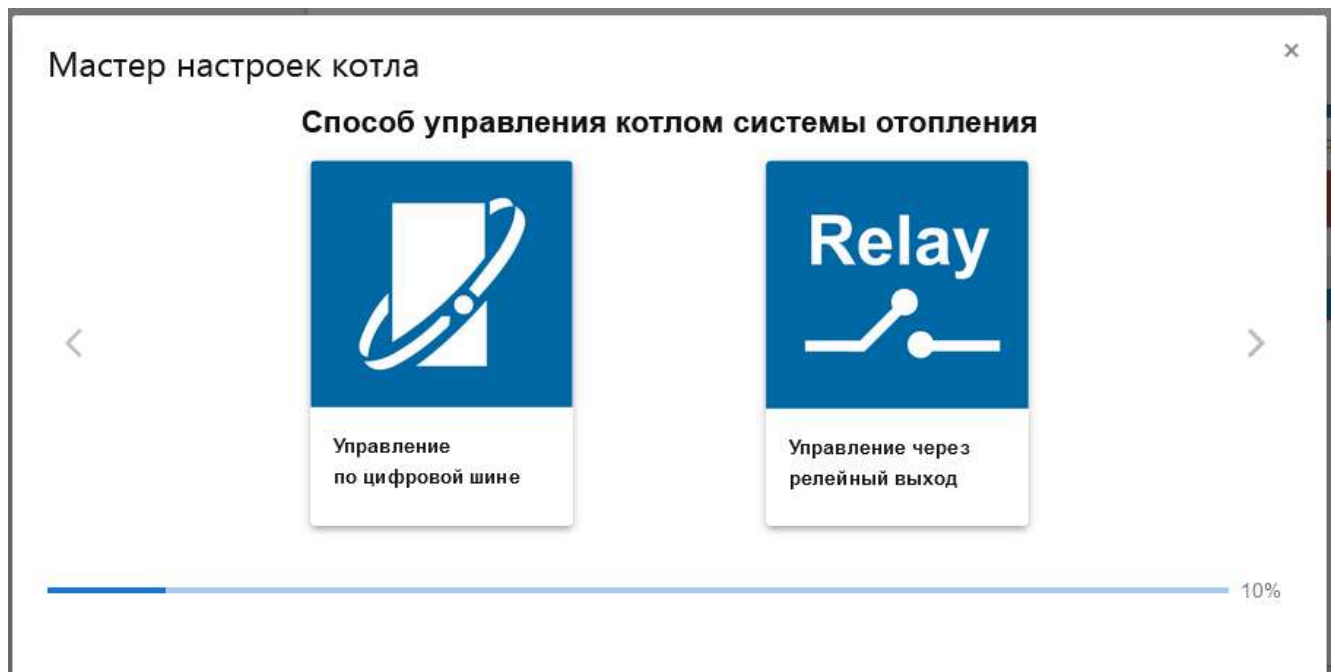 Мастер настроек котла
×
Способ управления котлом системы отопления
Relay
Управление
по цифровой шине
Управление через
релейный выход
10%